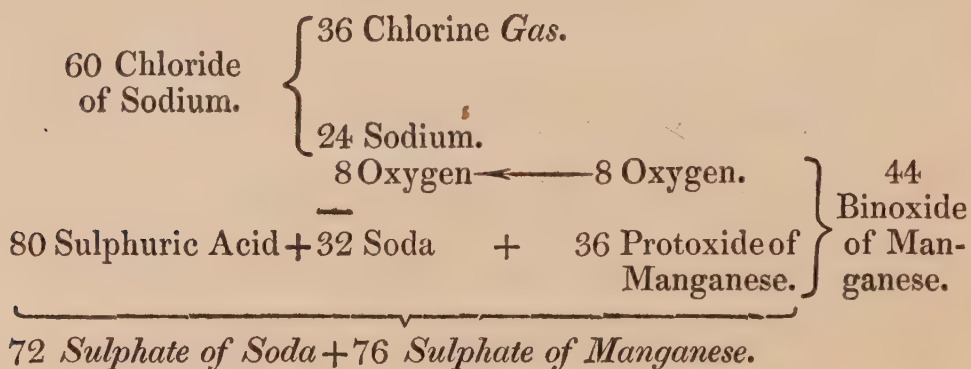 36 Chlorine Gas.
60 Chloride
of Sodium.
24 Sodium.
8 Oxygen 8 Oxygen.
44
Binoxide
of Man-
ganese.
80 Sulphuric Acid + 32 Soda + 36 Protoxide of
Manganese.
72 Sulphate of Soda + 76 Sulphate of Manganese.